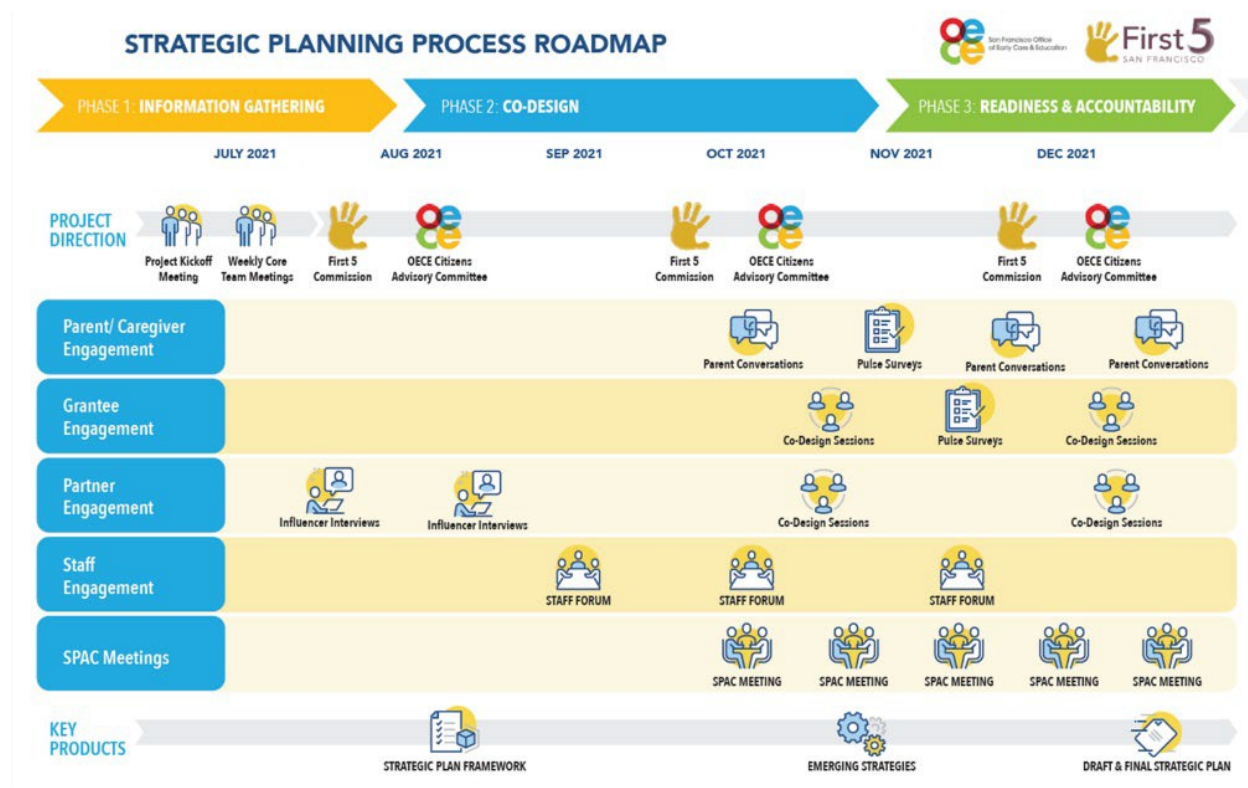 STRATEGIC PLANNING PROCESS ROADMAP
San Francisco Office
of Early Care & Education
First 5
SAN FRANCISCO
PHASE 1: INFORMATION GATHERING
PHASE 2: CO-DESIGN
PHASE 3: READINESS & ACCOUNTABILITY
JULY 2021
AUG 2021
SEP 2021
OCT 2021
NOV 2021
DEC 2021
PROJECT
DIRECTION
Project Kickoff
Meeting
Weekly Core
Team Meetings
First 5
Commission
OECE Citizens
Advisory Committee
First 5
Commission
OECE Citizens
Advisory Committee
First 5
Commission
OECE Citizens
Advisory Committee
Parent/ Caregiver
Engagement
Parent Conversations
Pulse Surveys
Parent Conversations
Parent Conversations
Grantee
Engagement
Co-Design Sessions
Pulse Surveys
Co-Design Sessions
Partner
Engagement
Influencer Interviews
Influencer Interviews
Co-Design Sessions
Co-Design Sessions
Staff
Engagement
STAFF FORUM
STAFF FORUM
STAFF FORUM
SPAC Meetings
SPAC MEETING
SPAC MEETING
SPAC MEETING
SPAC MEETING
SPAC MEETING
KEY
PRODUCTS
STRATEGIC PLAN FRAMEWORK
EMERGING STRATEGIES
DRAFT & FINAL STRATEGIC PLAN